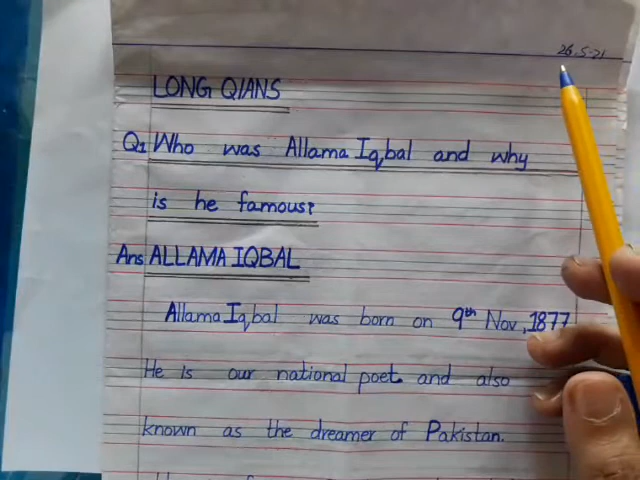 26.5-21
LONG Q/ANS
Q1 Who was Allama Iqbal and why
is he famous?
Ans ALLAMA IQBAL
Allama Iqbal was born on 9th Nov, 1877
He is our national poet and also
known as the dreamer of Pakistan.